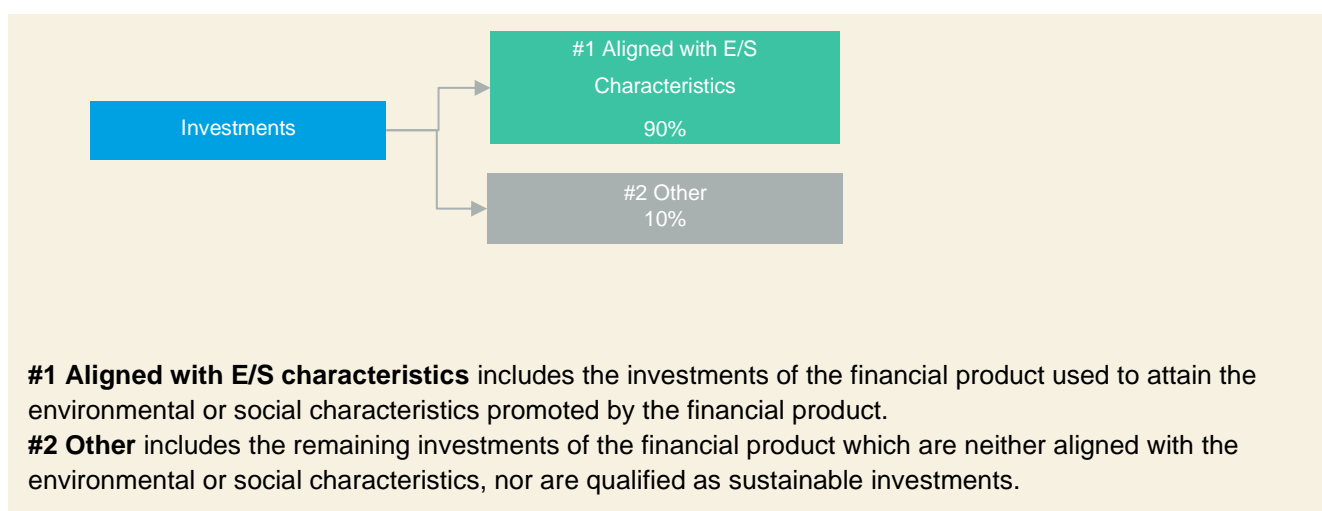 #1 Aligned with E/S
Characteristics
90%
Investments
#2 Other
10%
#1 Aligned with E/S characteristics includes the investments of the financial product used to attain the
environmental or social characteristics promoted by the financial product.
#2 Other includes the remaining investments of the financial product which are neither aligned with the
environmental or social characteristics, nor are qualified as sustainable investments.